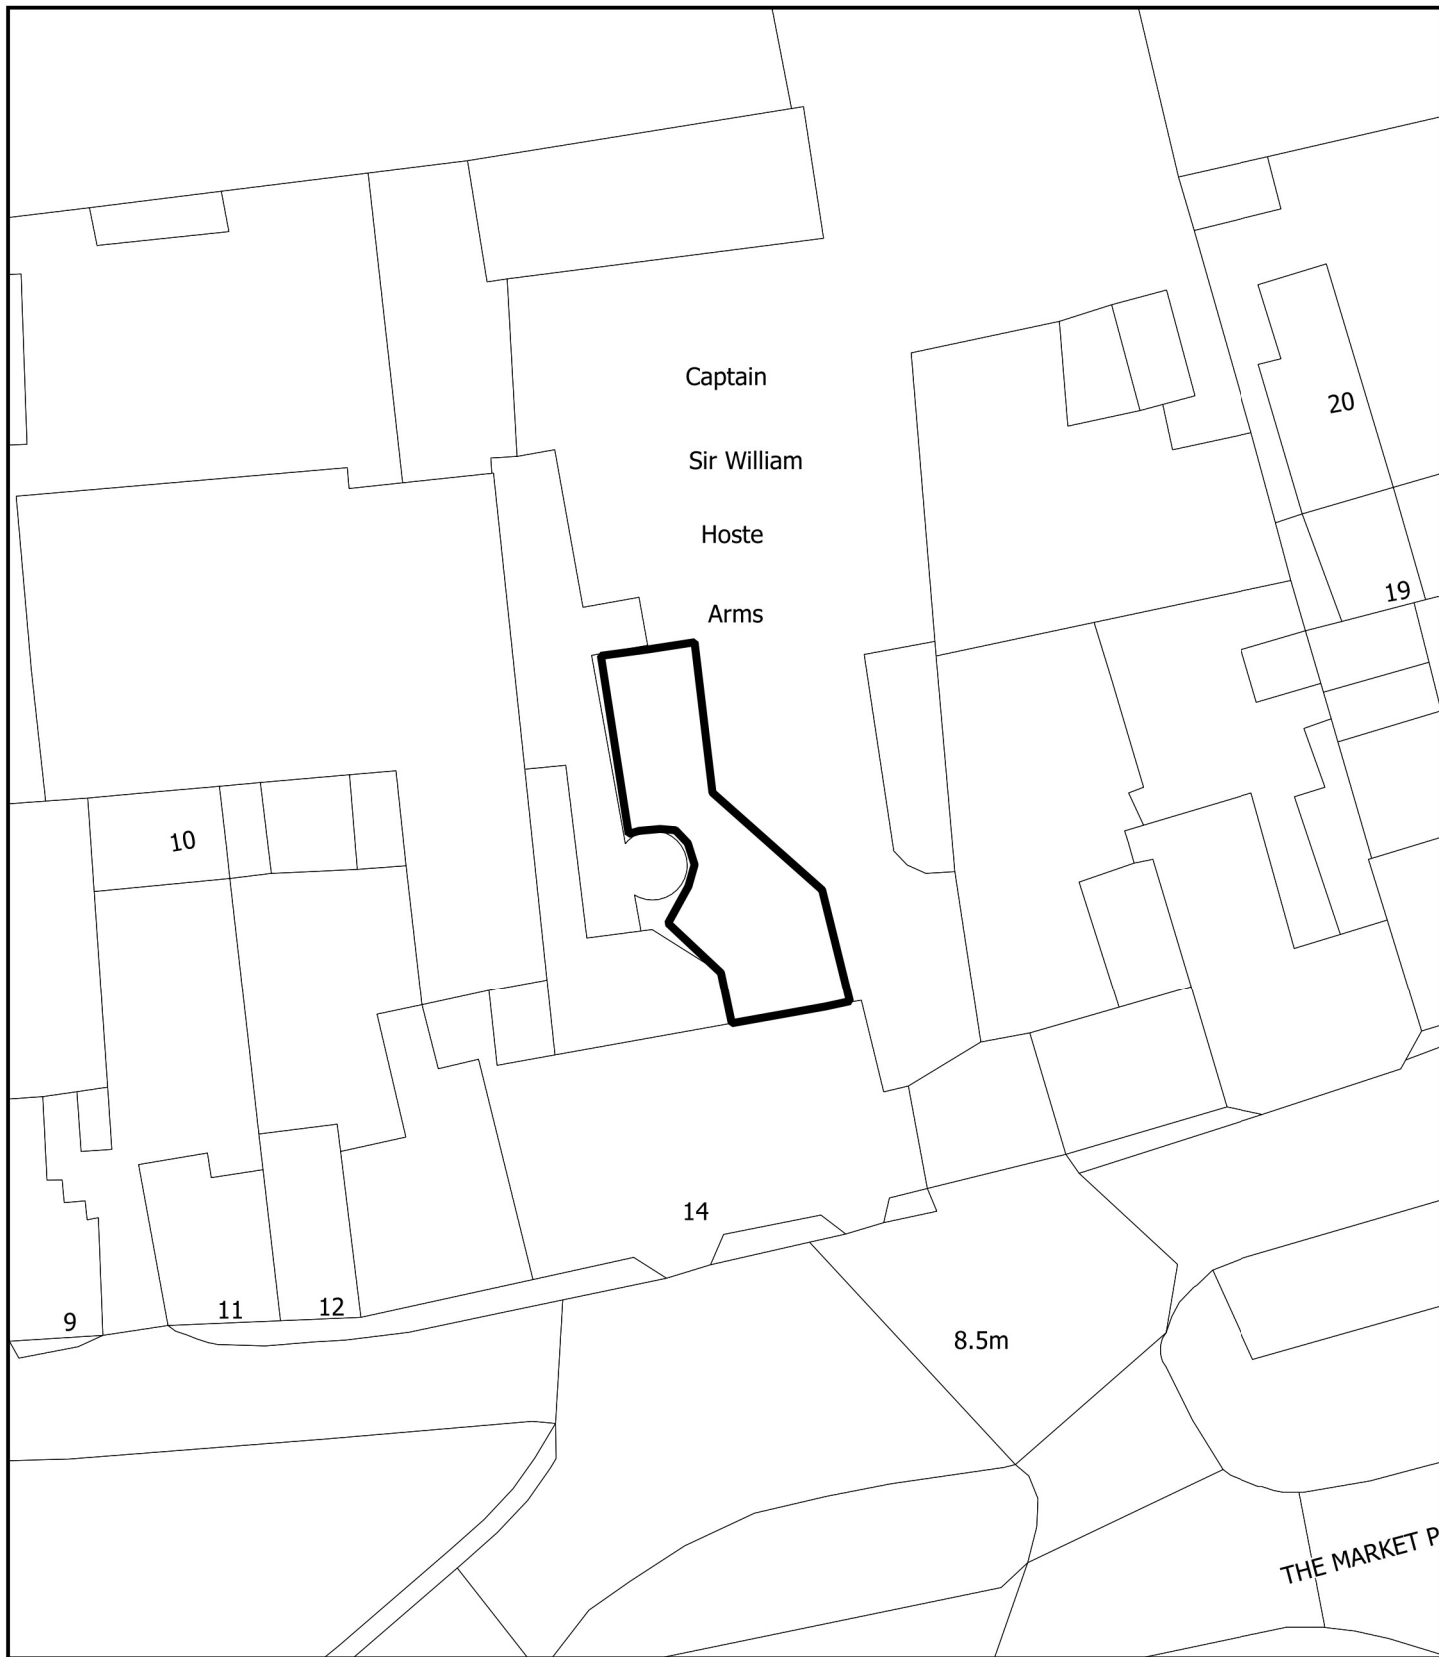 Captain
Sir William
Hoste
Arms
20
19
10
14
9
11
12
8.5m
THE MARKET P